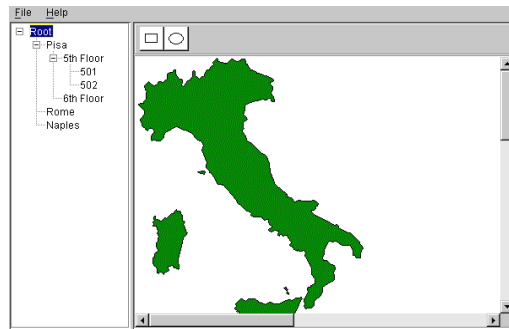 File Help
Root
Pisa
5th Floor
501
502
6th Floor
Rome
Naples